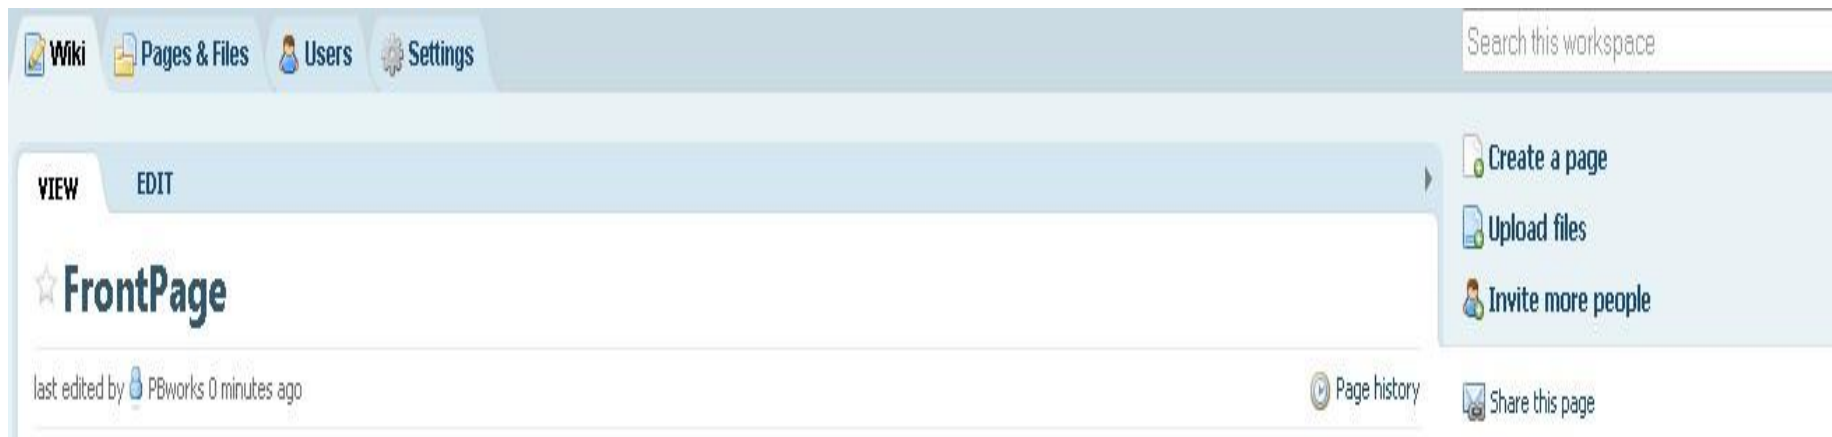 Wiki Pages & Files Users Settings
Search this workspace
VIEW EDIT
FrontPage
last edited by PBworks 0 minutes ago
Page history
Create a page
Upload files
Invite more people
Share this page